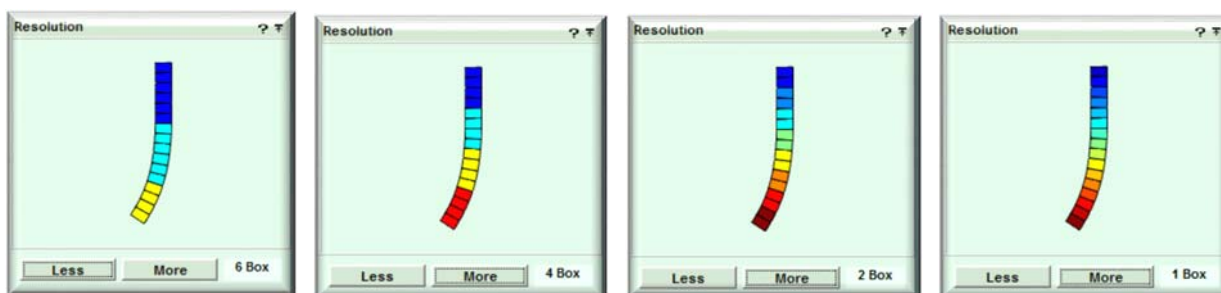 Resolution ?
Less More 6 Box
Resolution ?
Less More 4 Box
Resolution ?
Less More 2 Box
Resolution ?
Less More 1 Box